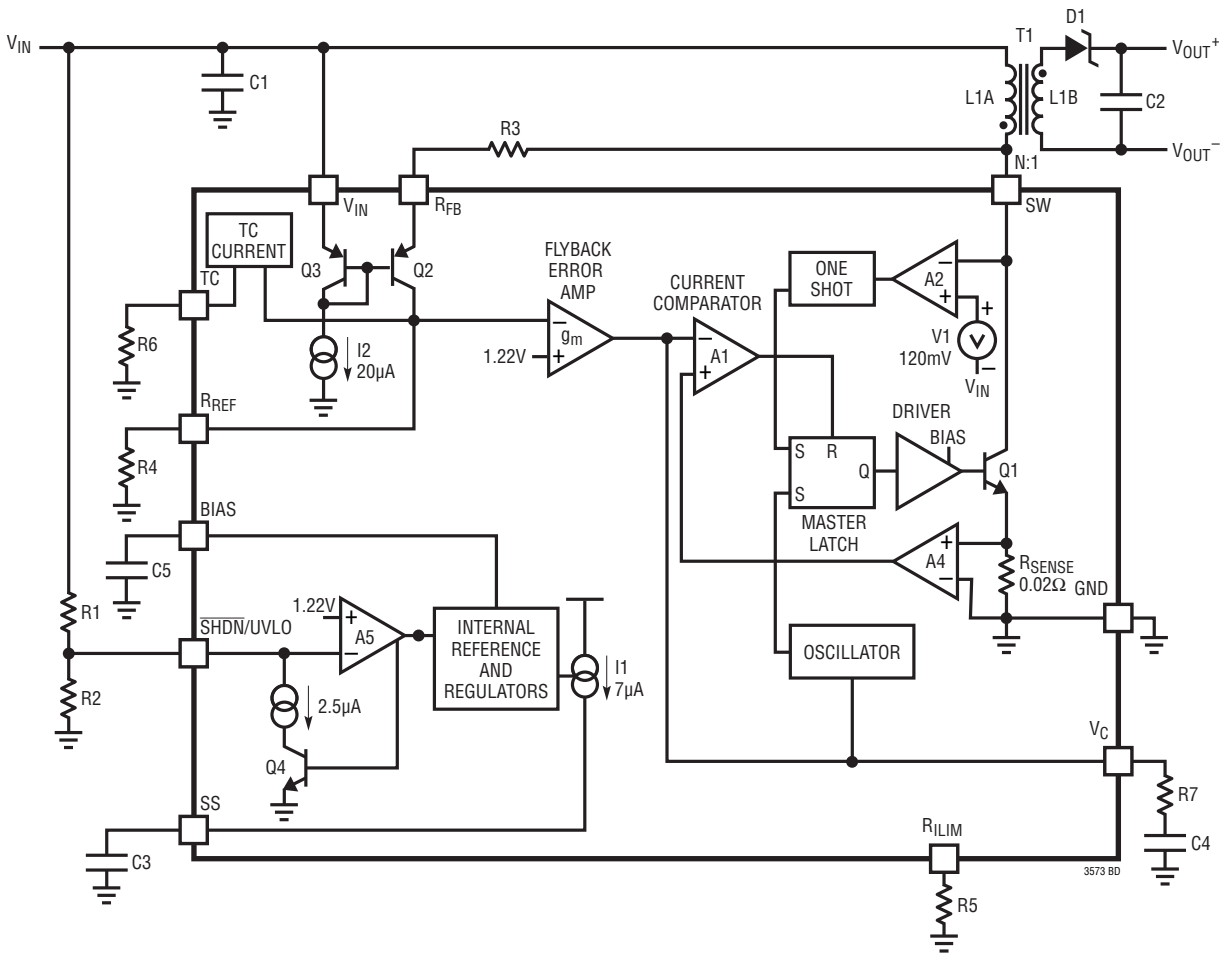 D1
VIN
T1
VOUT+
C1
L1A
L1B
C2
R3
VOUT–
N:1
VIN
RFB
SW
TC
CURRENT
TC
Q3
Q2
FLYBACK
ERROR
AMP
CURRENT
COMPARATOR
ONE
SHOT
–
A2
+
+
V1
120mV
–
VIN
R6
I2
20µA
–
gm
1.22V
+
–
A1
+
RREF
R4
DRIVER
BIAS
S
R
Q
S
Q1
MASTER
LATCH
BIAS
C5
+
A4
–
RSENSE
0.02Ω
GND
R1
1.22V
+
A5
–
SHDN/UVLO
INTERNAL
REFERENCE
AND
REGULATORS
I1
7µA
OSCILLATOR
R2
2.5µA
Q4
VC
SS
R7
C3
RILIM
C4
3573 BD
R5